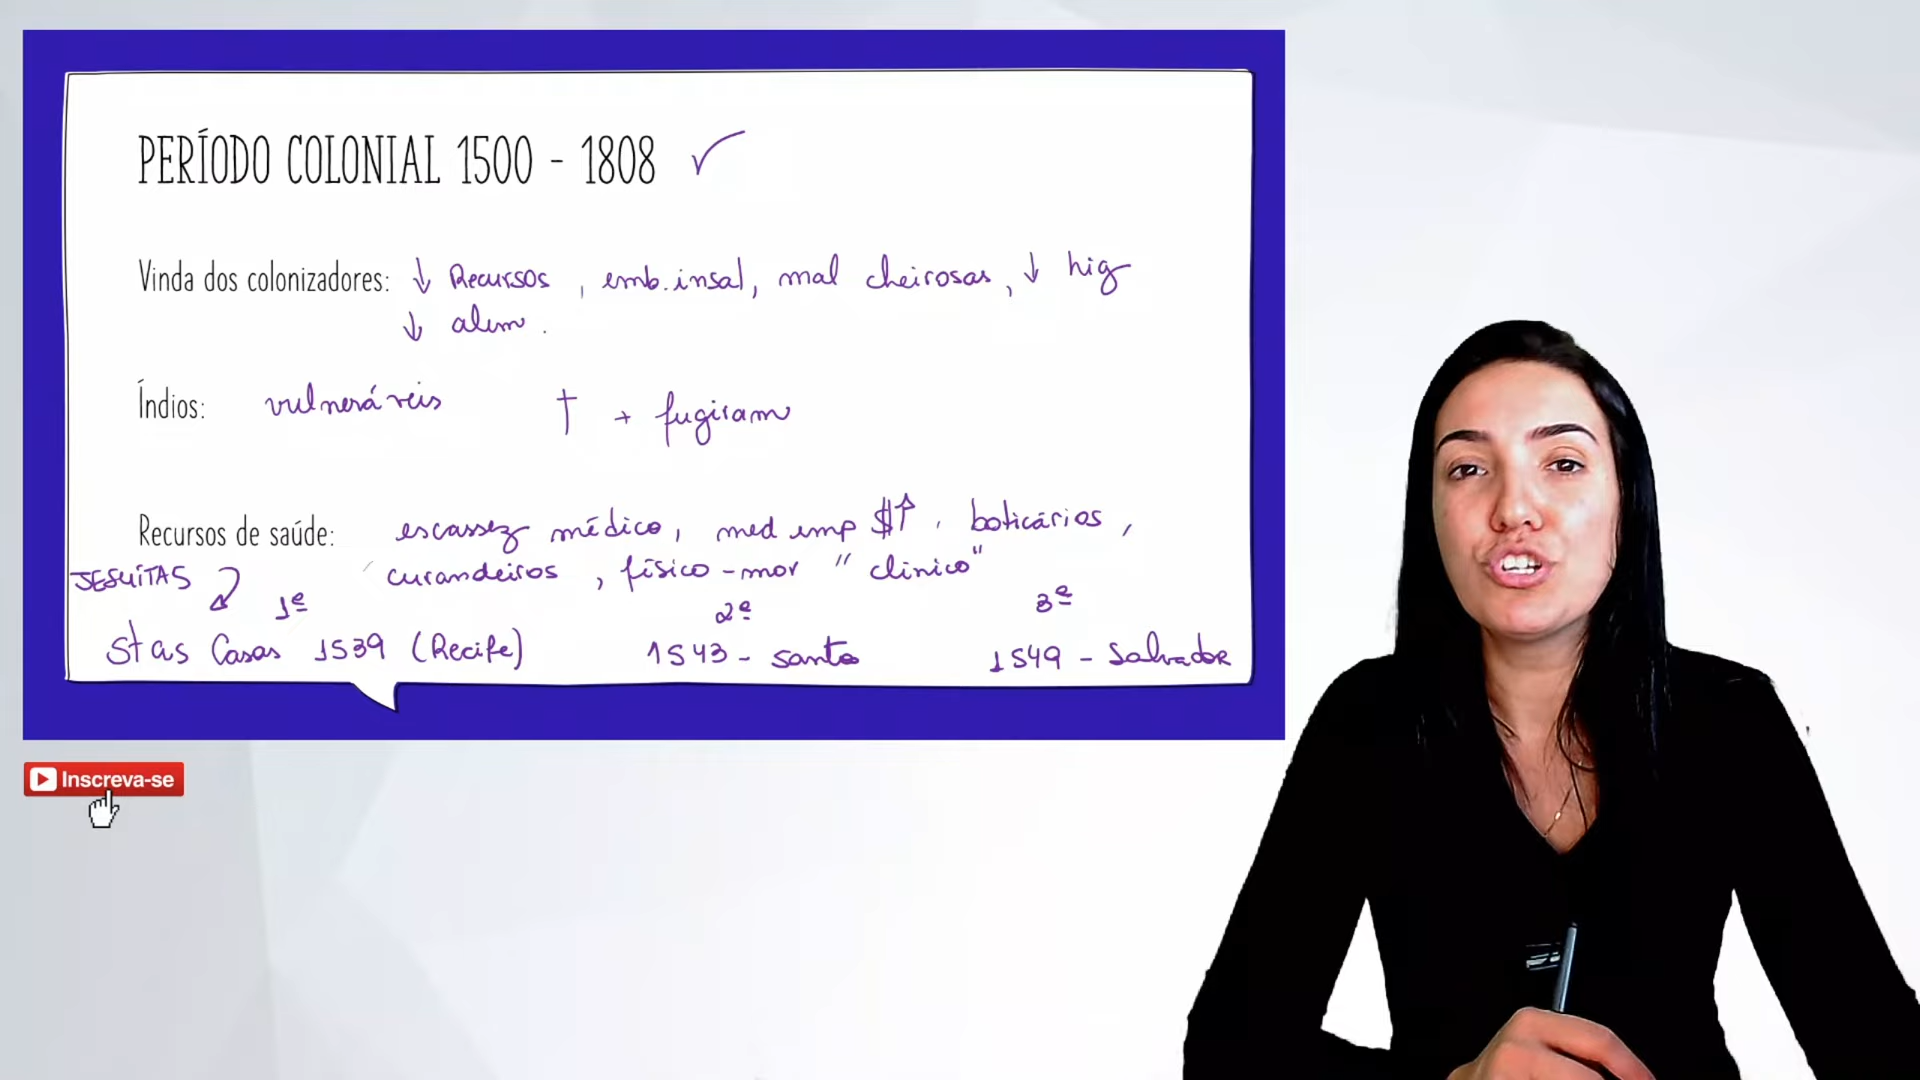 PERÍODO COLONIAL 1500 - 1808
Vinda dos colonizadores: ↓ Recursos, emb. insal, mal cheirosas, ↓ hig
↓ alim.
Índios: vulneráveis † + fugiram
Recursos de saúde: escassez médico, med imp $↑, boticários,
curandeiros, físico-mor "clínico"
JESUÍTAS
1ª 2ª 3ª
Stas Casas 1539 (Recife) 1543 - Santo 1549 - Salvador
Inscreva-se